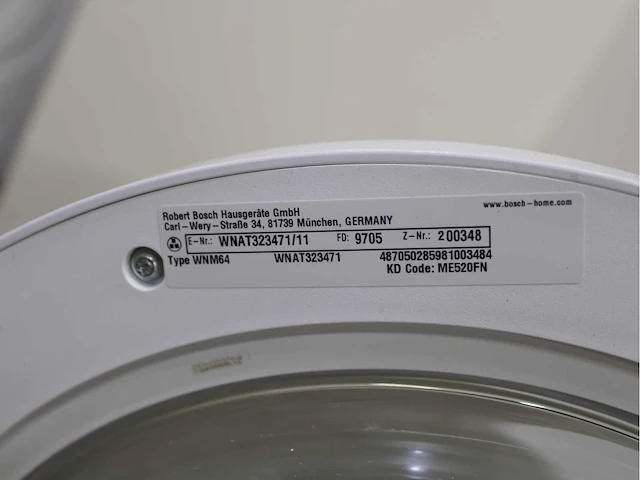 Robert Bosch Hausgeräte GmbH
www.bosch-home.com
Carl-Wery-Straße 34, 81739 München, GERMANY
E-Nr.: WNAT323471/11 FD: 9705 Z-Nr.: 200348
Type WNM64 WNAT323471 487050285981003484
KD Code: ME520FN